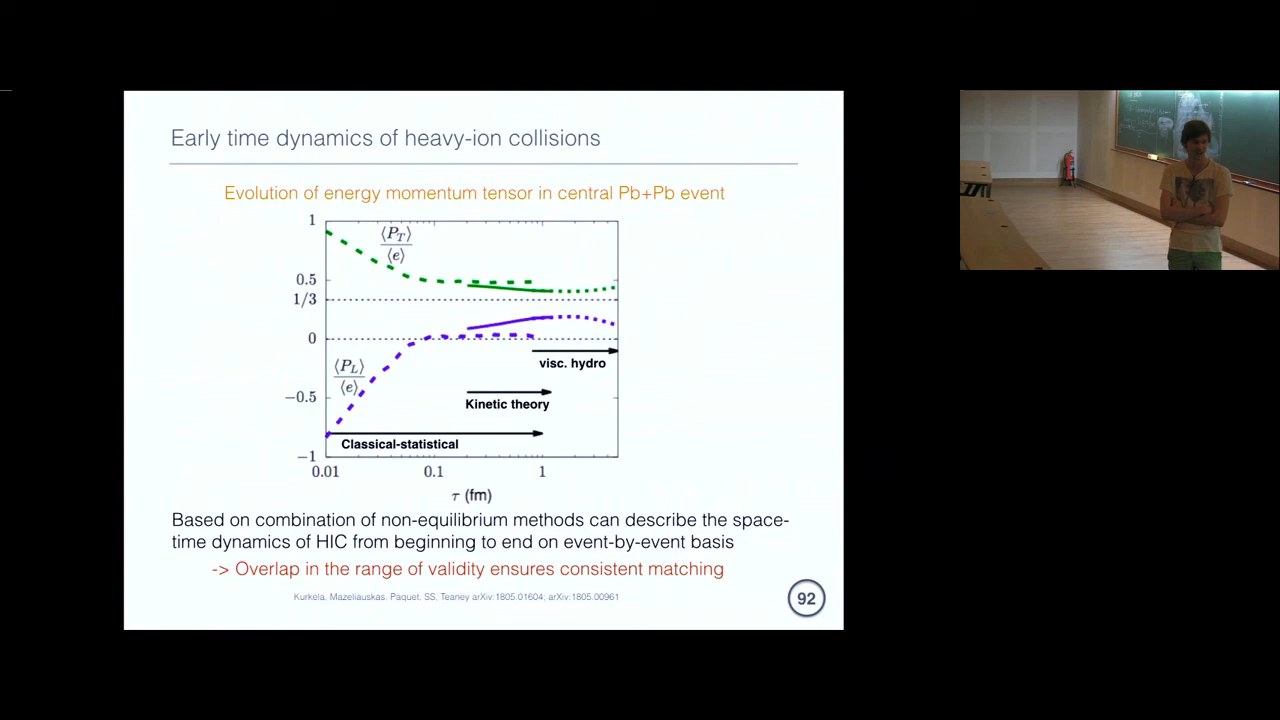 Early time dynamics of heavy-ion collisions
Evolution of energy momentum tensor in central Pb+Pb event
1
0.5
1/3
0
−0.5
−1
⟨P_T⟩
⟨e⟩
⟨P_L⟩
⟨e⟩
visc. hydro
Kinetic theory
Classical-statistical
0.01 0.1 1
τ (fm)
Based on combination of non-equilibrium methods can describe the space-
time dynamics of HIC from beginning to end on event-by-event basis
-> Overlap in the range of validity ensures consistent matching
Kurkela, Mazeliauskas, Paquet, SS, Teaney arXiv:1805.01604; arXiv:1805.00961
92